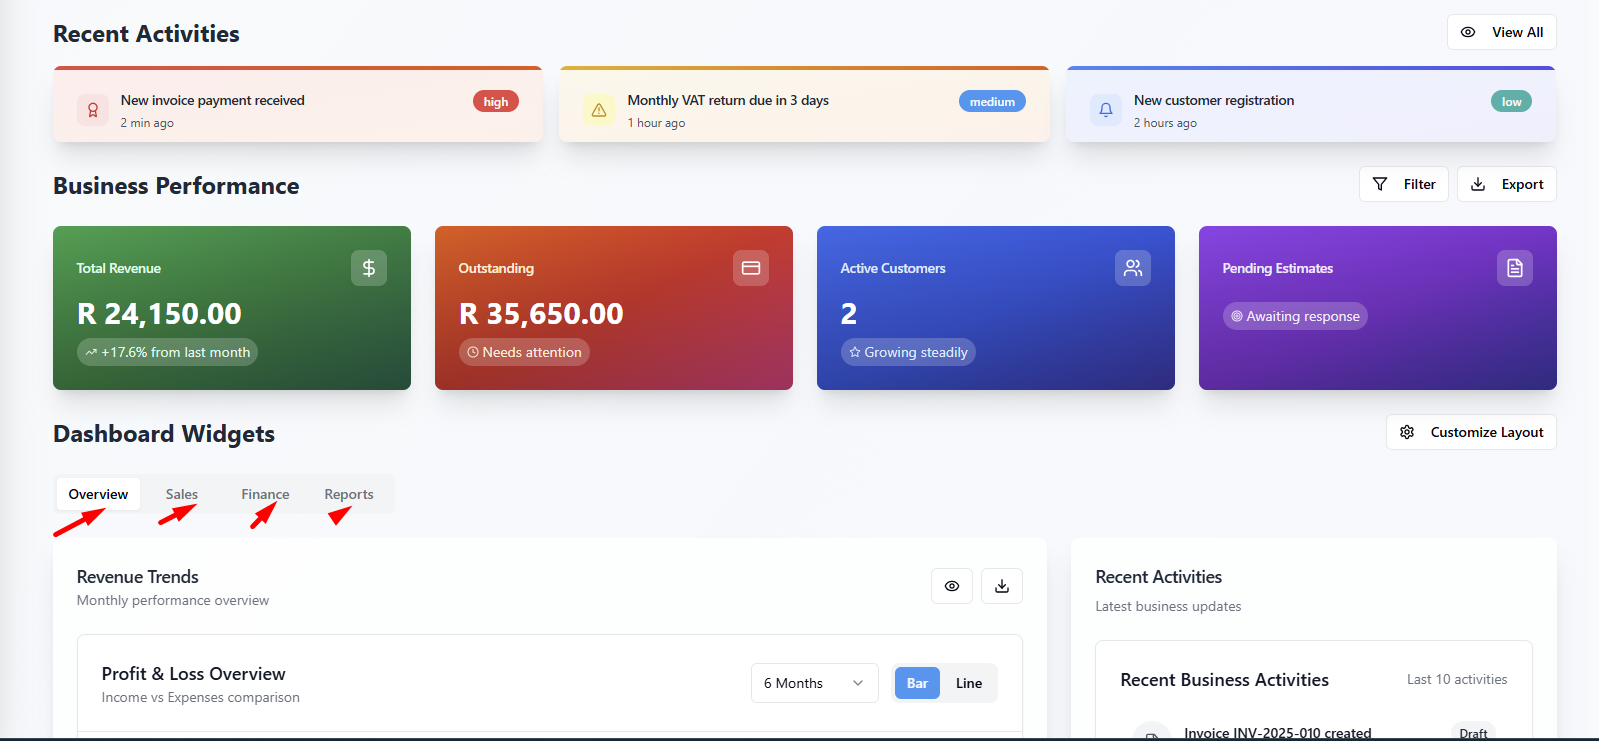 Recent Activities
View All
New invoice payment received
high
2 min ago
Monthly VAT return due in 3 days
medium
1 hour ago
New customer registration
low
2 hours ago
Business Performance
Filter
Export
Total Revenue
R 24,150.00
+17.6% from last month
Outstanding
R 35,650.00
Needs attention
Active Customers
2
Growing steadily
Pending Estimates
Awaiting response
Dashboard Widgets
Customize Layout
Overview Sales Finance Reports
Revenue Trends
Monthly performance overview
Profit & Loss Overview
Income vs Expenses comparison
6 Months
Bar Line
Recent Activities
Latest business updates
Recent Business Activities
Last 10 activities
Invoice INV-2025-010 created
Draft